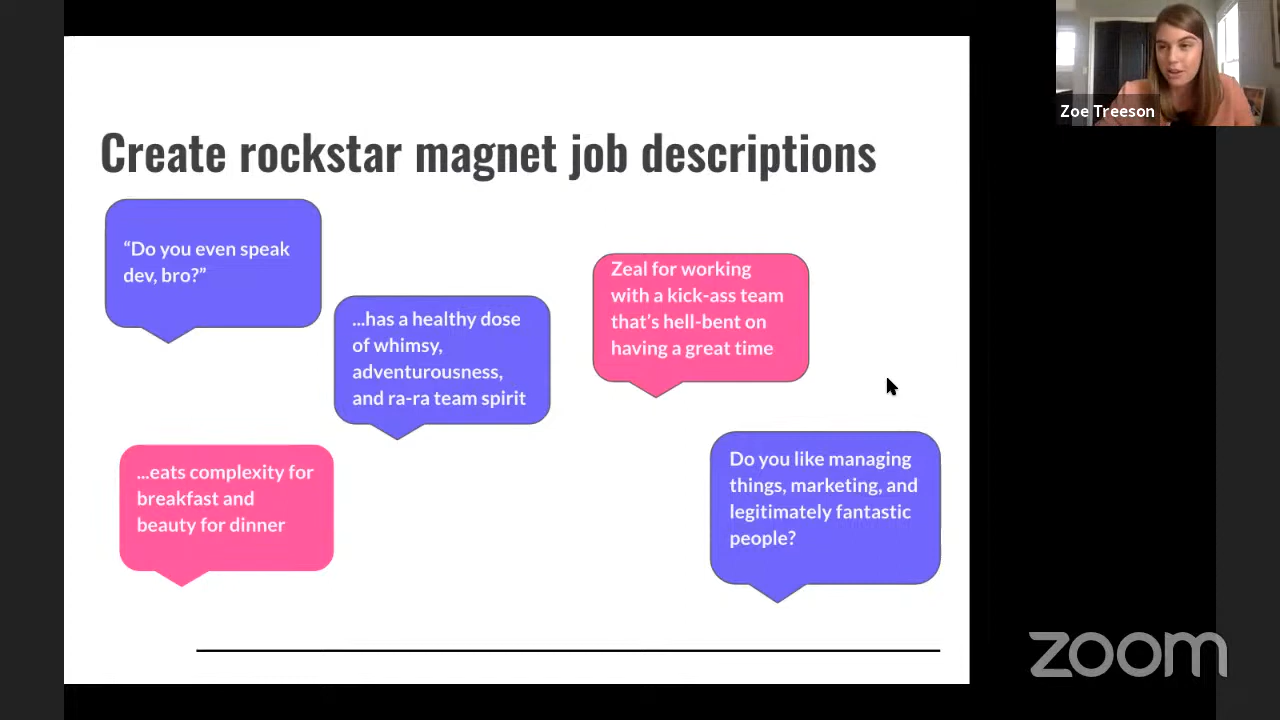 Create rockstar magnet job descriptions
“Do you even speak
dev, bro?”
...has a healthy dose
of whimsy,
adventurousness,
and ra-ra team spirit
Zeal for working
with a kick-ass team
that’s hell-bent on
having a great time
...eats complexity for
breakfast and
beauty for dinner
Do you like managing
things, marketing, and
legitimately fantastic
people?
Zoe Treeson
zoom